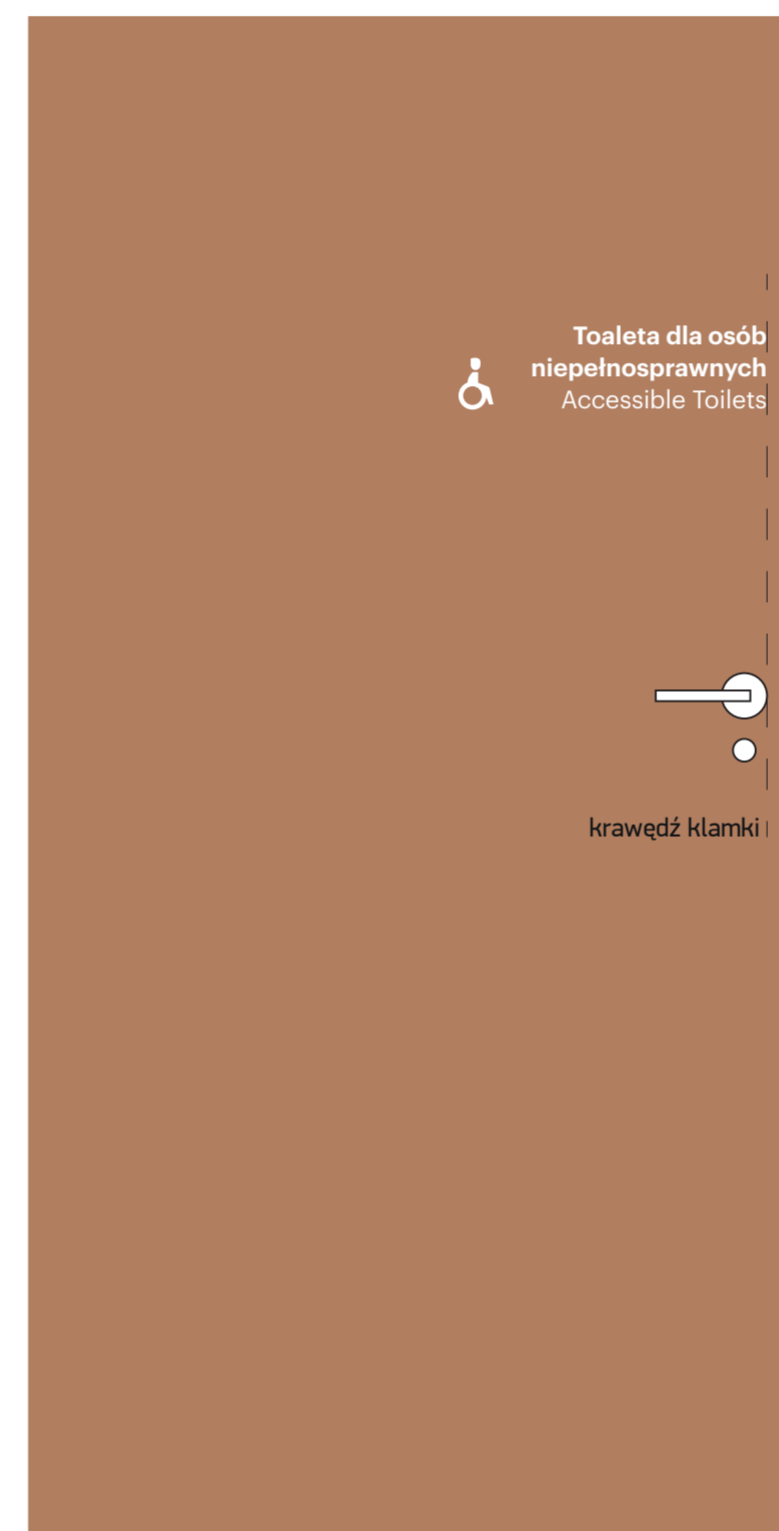 Toaleta dla osób
niepełnosprawnych
Accessible Toilets
krawędź klamki